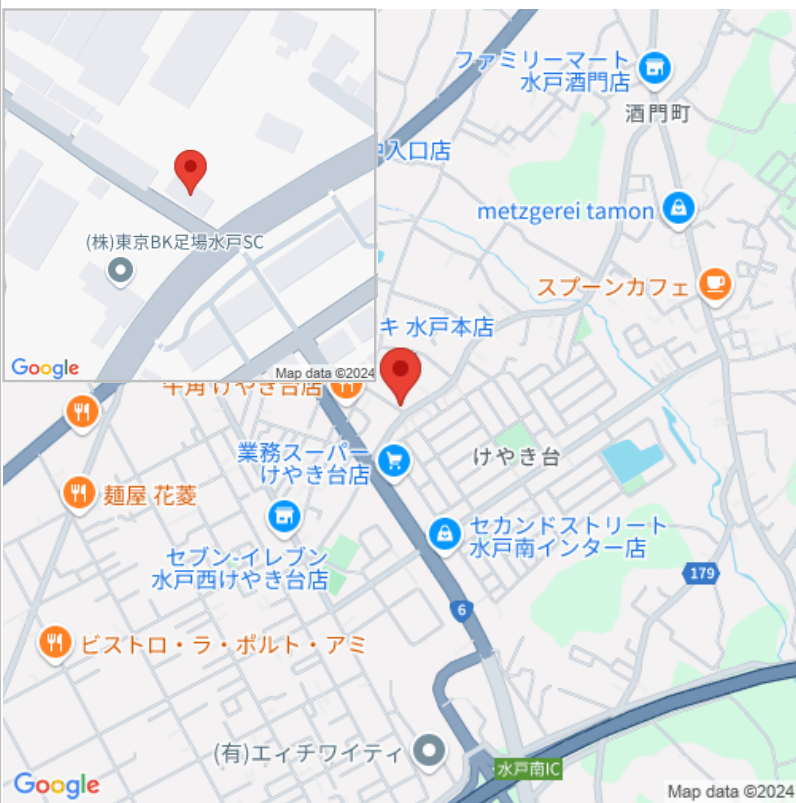 (株)東京BK足場水戸SC
Google
Map data ©2024
ファミリーマート
水戸酒門店
酒門町
入口店
metzgerei tamon
スプーンカフェ
キ 水戸本店
牛角 けやき台店
業務スーパー
けやき台店
けやき台
麺屋 花菱
セカンドストリート
水戸南インター店
セブン-イレブン
水戸西けやき台店
179
6
ビストロ・ラ・ポルト・アミ
(有)エィチワイティ
水戸南IC
Google
Map data ©2024